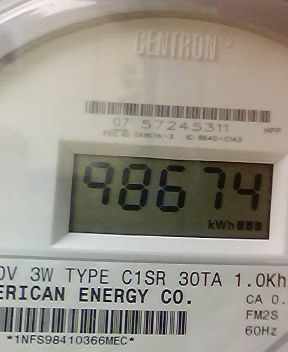 CENTRON
07 57245311
98674
kWh
0V 3W TYPE C1SR 30TA 1.0Kh
ERICAN ENERGY CO. CA 0.
FM2S
60Hz
*1NFS98410366MEC*